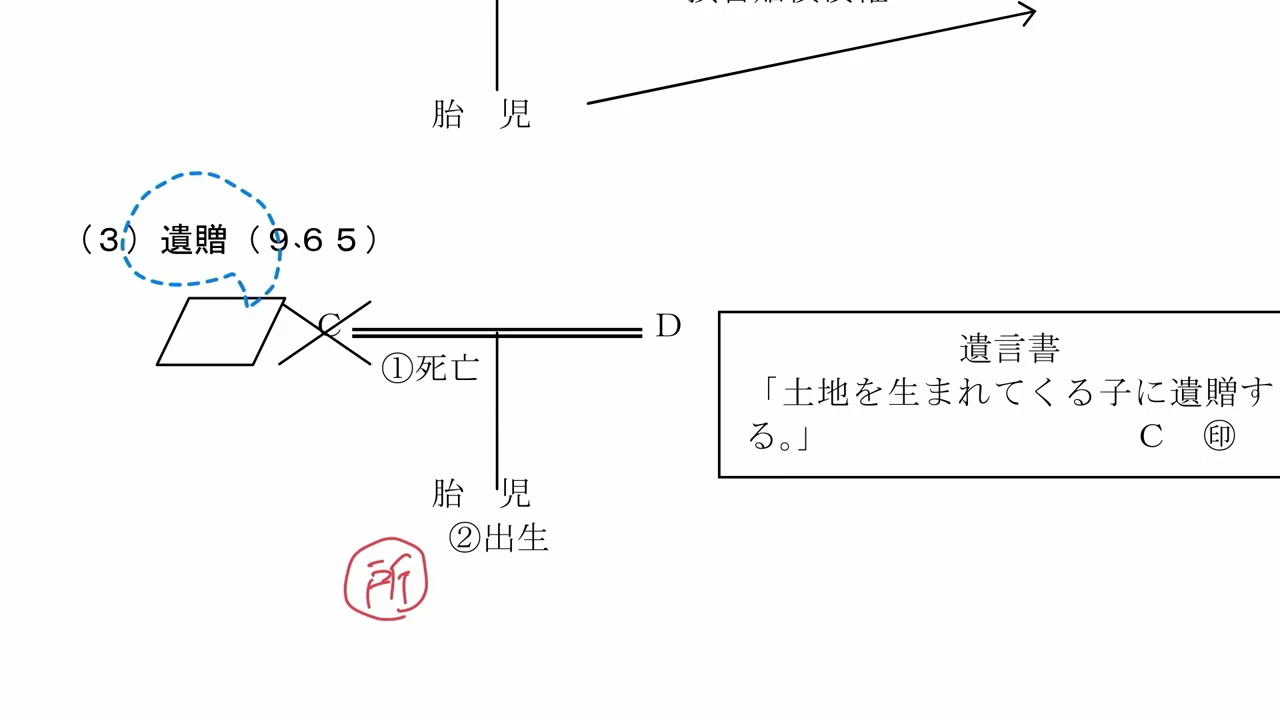 胎 児
（３）遺贈（９６５）
C
D
①死亡
遺言書
「土地を生まれてくる子に遺贈す
る。」 C ㊞
胎 児
②出生
所